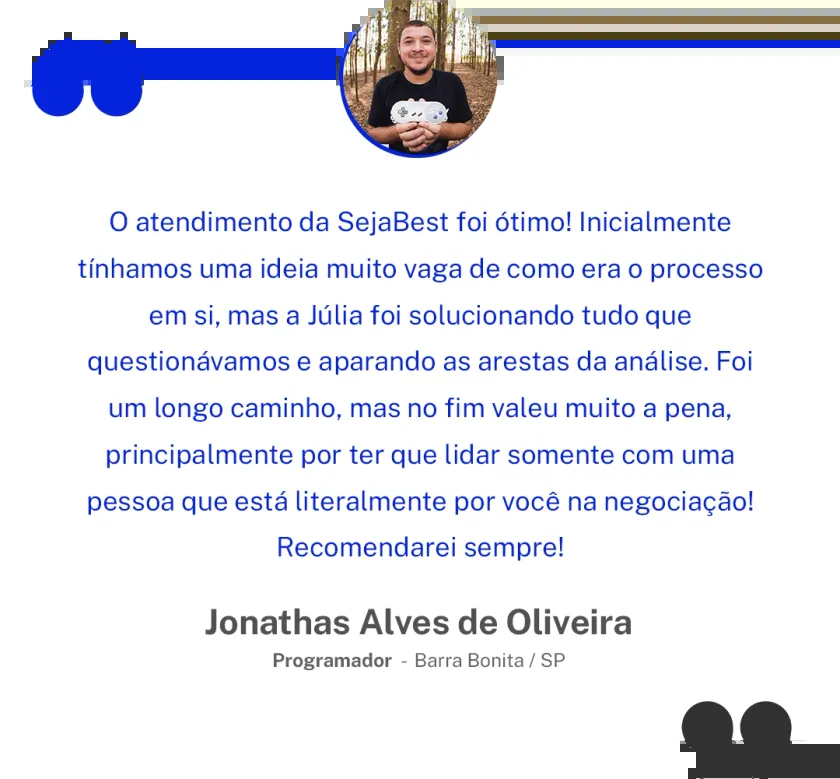 O atendimento da SejaBest foi ótimo! Inicialmente
tínhamos uma ideia muito vaga de como era o processo
em si, mas a Júlia foi solucionando tudo que
questionávamos e aparando as arestas da análise. Foi
um longo caminho, mas no fim valeu muito a pena,
principalmente por ter que lidar somente com uma
pessoa que está literalmente por você na negociação!
Recomendarei sempre!
Jonathas Alves de Oliveira
Programador - Barra Bonita / SP